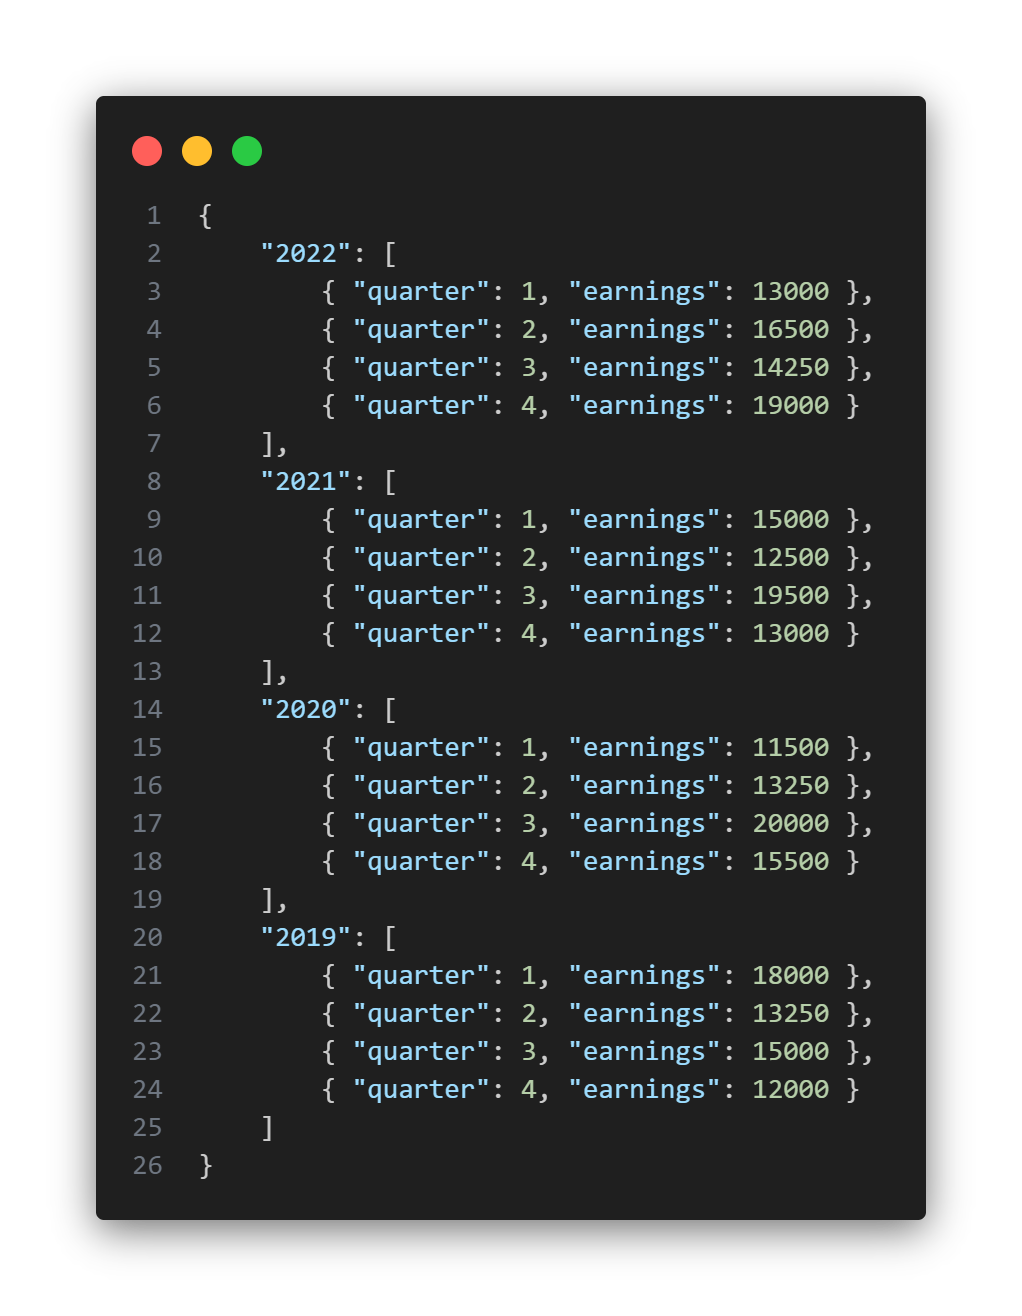 1 {
2     "2022": [
3         { "quarter": 1, "earnings": 13000 },
4         { "quarter": 2, "earnings": 16500 },
5         { "quarter": 3, "earnings": 14250 },
6         { "quarter": 4, "earnings": 19000 }
7     ],
8     "2021": [
9         { "quarter": 1, "earnings": 15000 },
10         { "quarter": 2, "earnings": 12500 },
11         { "quarter": 3, "earnings": 19500 },
12         { "quarter": 4, "earnings": 13000 }
13     ],
14     "2020": [
15         { "quarter": 1, "earnings": 11500 },
16         { "quarter": 2, "earnings": 13250 },
17         { "quarter": 3, "earnings": 20000 },
18         { "quarter": 4, "earnings": 15500 }
19     ],
20     "2019": [
21         { "quarter": 1, "earnings": 18000 },
22         { "quarter": 2, "earnings": 13250 },
23         { "quarter": 3, "earnings": 15000 },
24         { "quarter": 4, "earnings": 12000 }
25     ]
26 }